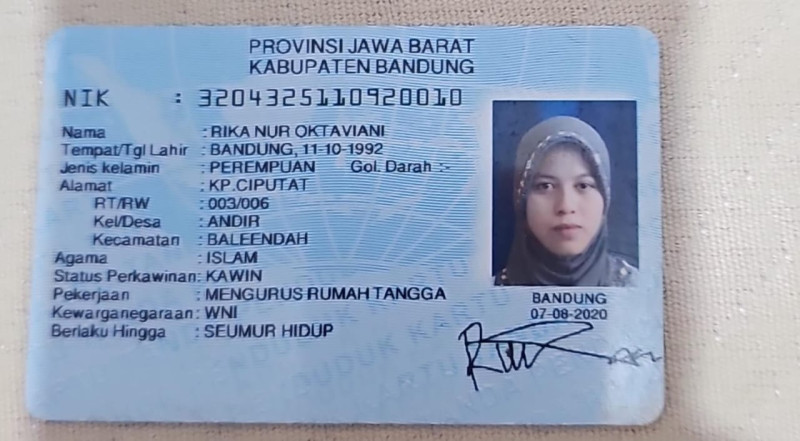 PROVINSI JAWA BARAT
KABUPATEN BANDUNG
NIK : 3204325110920010
Nama : RIKA NUR OKTAVIANI
Tempat/Tgl Lahir : BANDUNG, 11-10-1992
Jenis kelamin : PEREMPUAN Gol. Darah :-
Alamat : KP.CIPUTAT
RT/RW : 003/006
Kel/Desa : ANDIR
Kecamatan : BALEENDAH
Agama : ISLAM
Status Perkawinan: KAWIN
Pekerjaan : MENGURUS RUMAH TANGGA
Kewarganegaraan: WNI
Berlaku Hingga : SEUMUR HIDUP
BANDUNG
07-08-2020